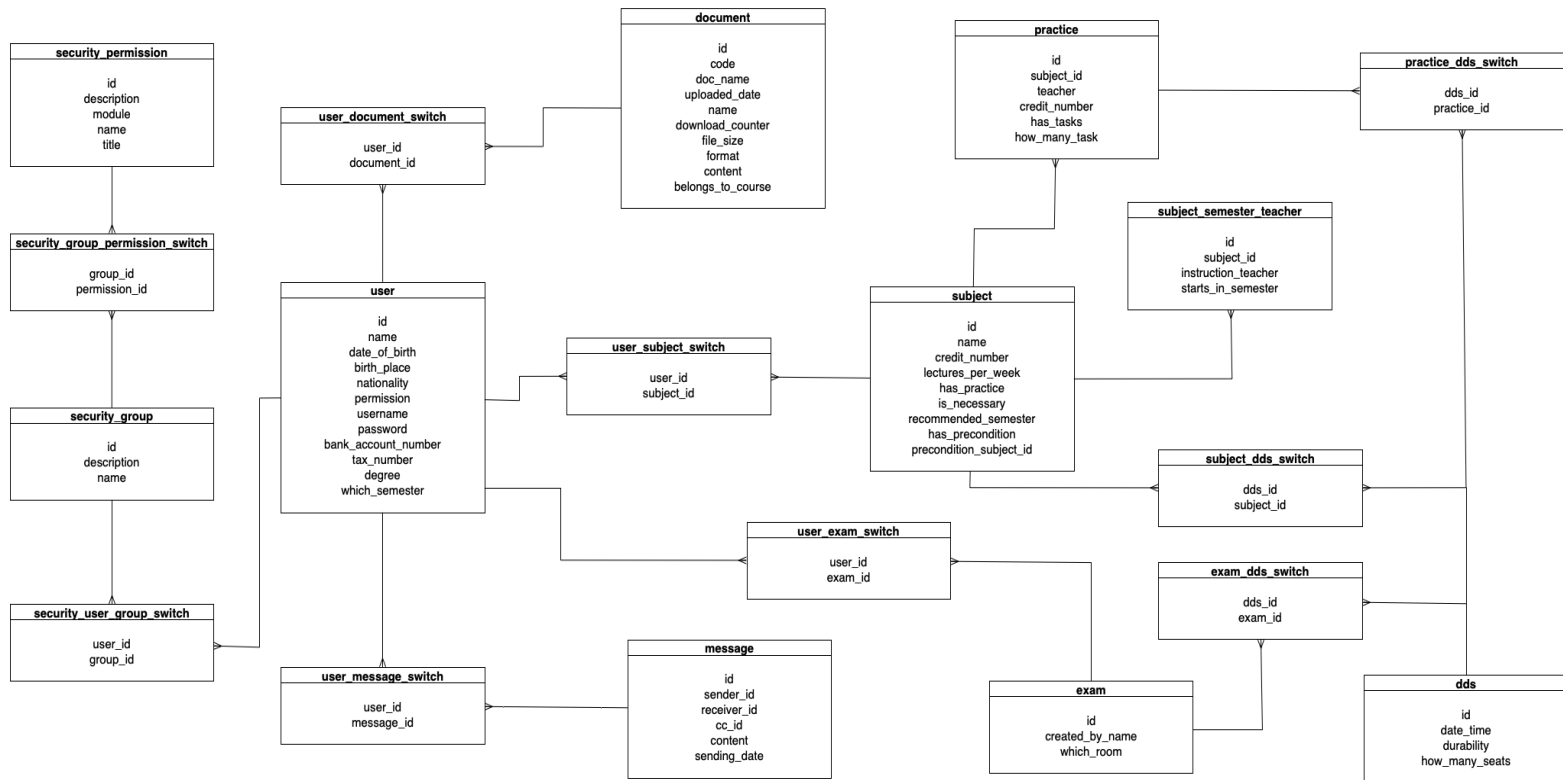 security_permission
id
description
module
name
title
security_group_permission_switch
group_id
permission_id
security_group
id
description
name
security_user_group_switch
user_id
group_id
user_document_switch
user_id
document_id
user
id
name
date_of_birth
birth_place
nationality
permission
username
password
bank_account_number
tax_number
degree
which_semester
user_message_switch
user_id
message_id
document
id
code
doc_name
uploaded_date
name
download_counter
file_size
format
content
belongs_to_course
user_subject_switch
user_id
subject_id
user_exam_switch
user_id
exam_id
message
id
sender_id
receiver_id
cc_id
content
sending_date
practice
id
subject_id
teacher
credit_number
has_tasks
how_many_task
subject
id
name
credit_number
lectures_per_week
has_practice
is_necessary
recommended_semester
has_precondition
precondition_subject_id
exam
id
created_by_name
which_room
practice_dds_switch
dds_id
practice_id
subject_semester_teacher
id
subject_id
instruction_teacher
starts_in_semester
subject_dds_switch
dds_id
subject_id
exam_dds_switch
dds_id
exam_id
dds
id
date_time
durability
how_many_seats